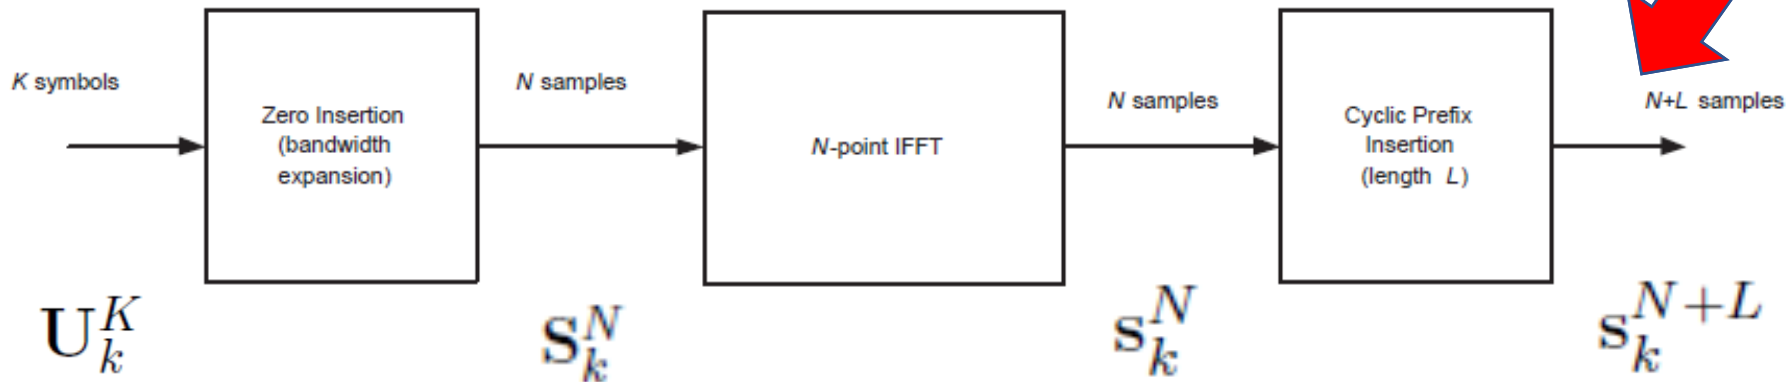 K symbols
Zero Insertion
(bandwidth
expansion)
N samples
N-point IFFT
N samples
Cyclic Prefix
Insertion
(length L)
N+L samples
U_k^K
S_k^N
s_k^N
s_k^{N+L}